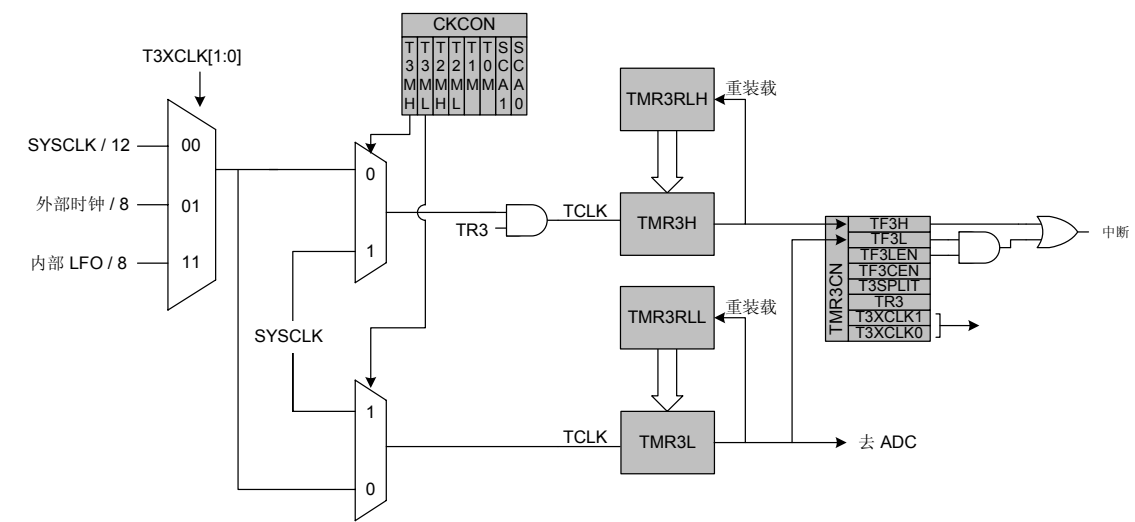 CKCON
T3MH T3ML T2MH T2ML T1M T0M SCA1 SCA0
T3XCLK[1:0]
SYSCLK / 12
00
外部时钟 / 8
01
内部 LFO / 8
11
0
1
TR3
TCLK
TMR3RLH
重装载
TMR3H
SYSCLK
1
0
TCLK
TMR3RLL
重装载
TMR3L
TMR3CN
TF3H
TF3L
TF3LEN
TF3CEN
T3SPLIT
TR3
T3XCLK1
T3XCLK0
中断
去 ADC